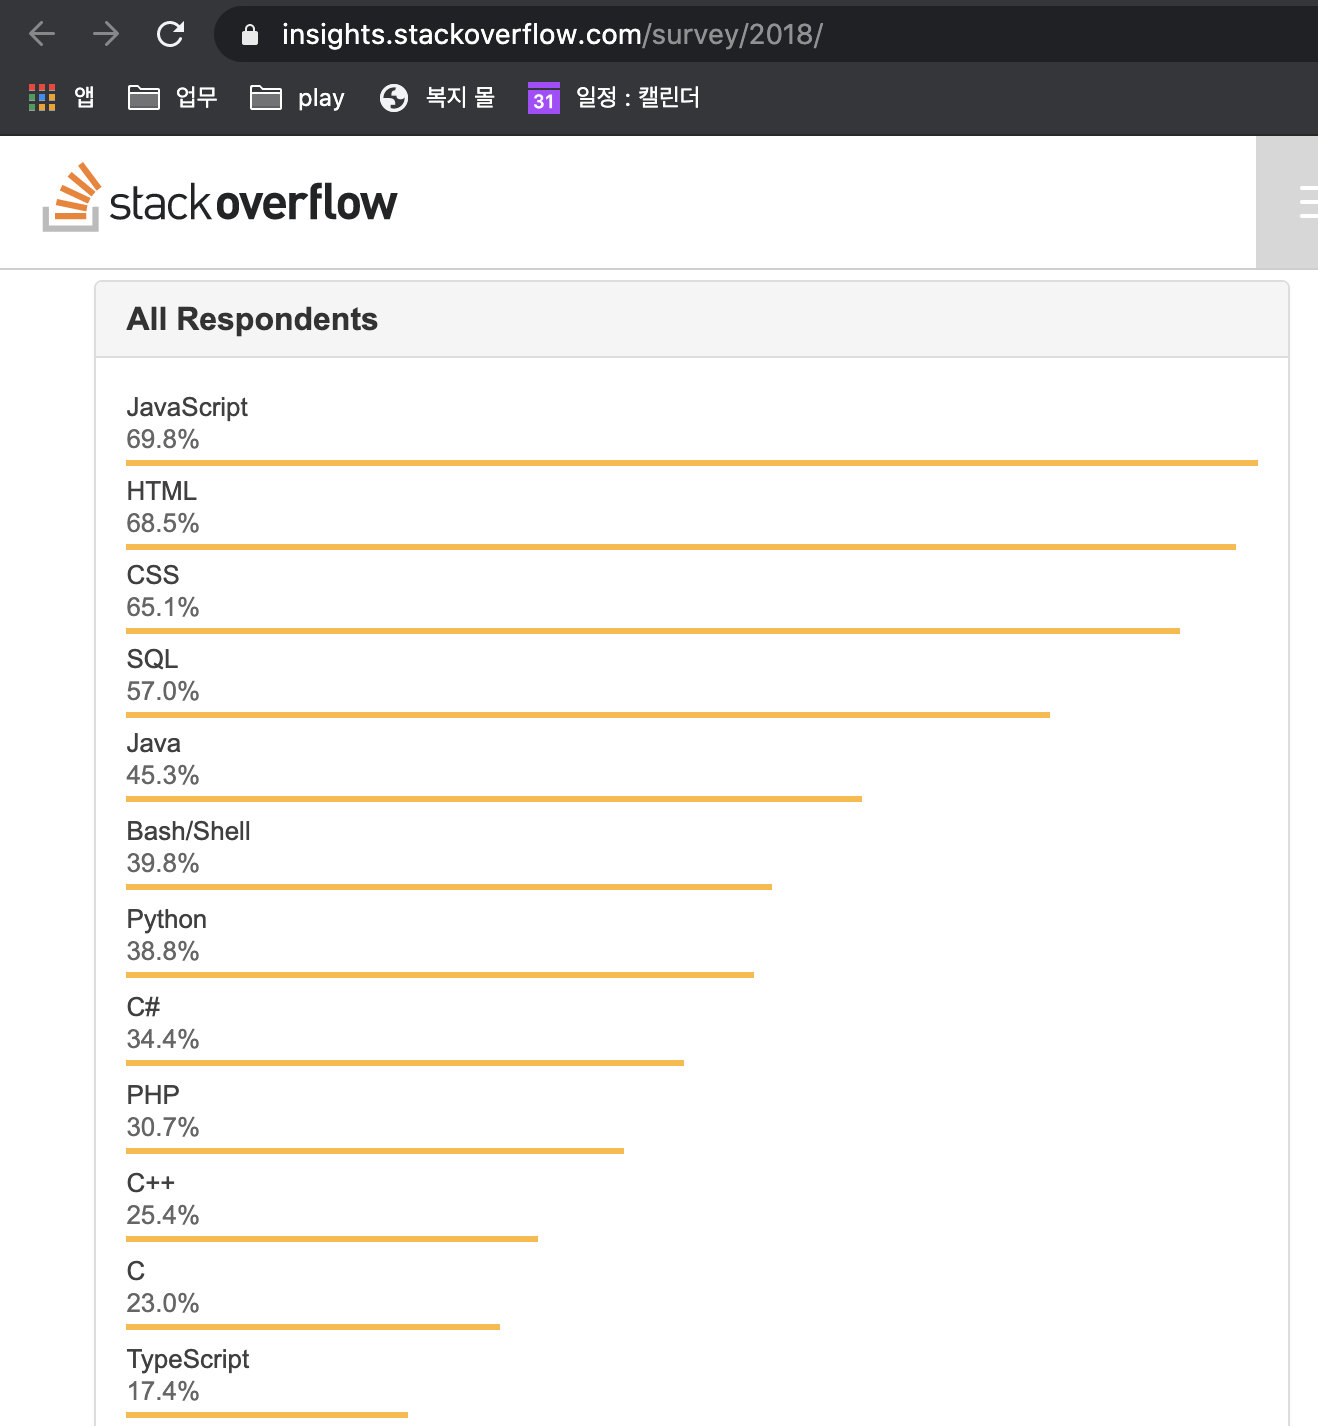 insights.stackoverflow.com/survey/2018/
앱 업무 play 복지 몰 31 일정 : 캘린더
stackoverflow
All Respondents
JavaScript
69.8%
HTML
68.5%
CSS
65.1%
SQL
57.0%
Java
45.3%
Bash/Shell
39.8%
Python
38.8%
C#
34.4%
PHP
30.7%
C++
25.4%
C
23.0%
TypeScript
17.4%